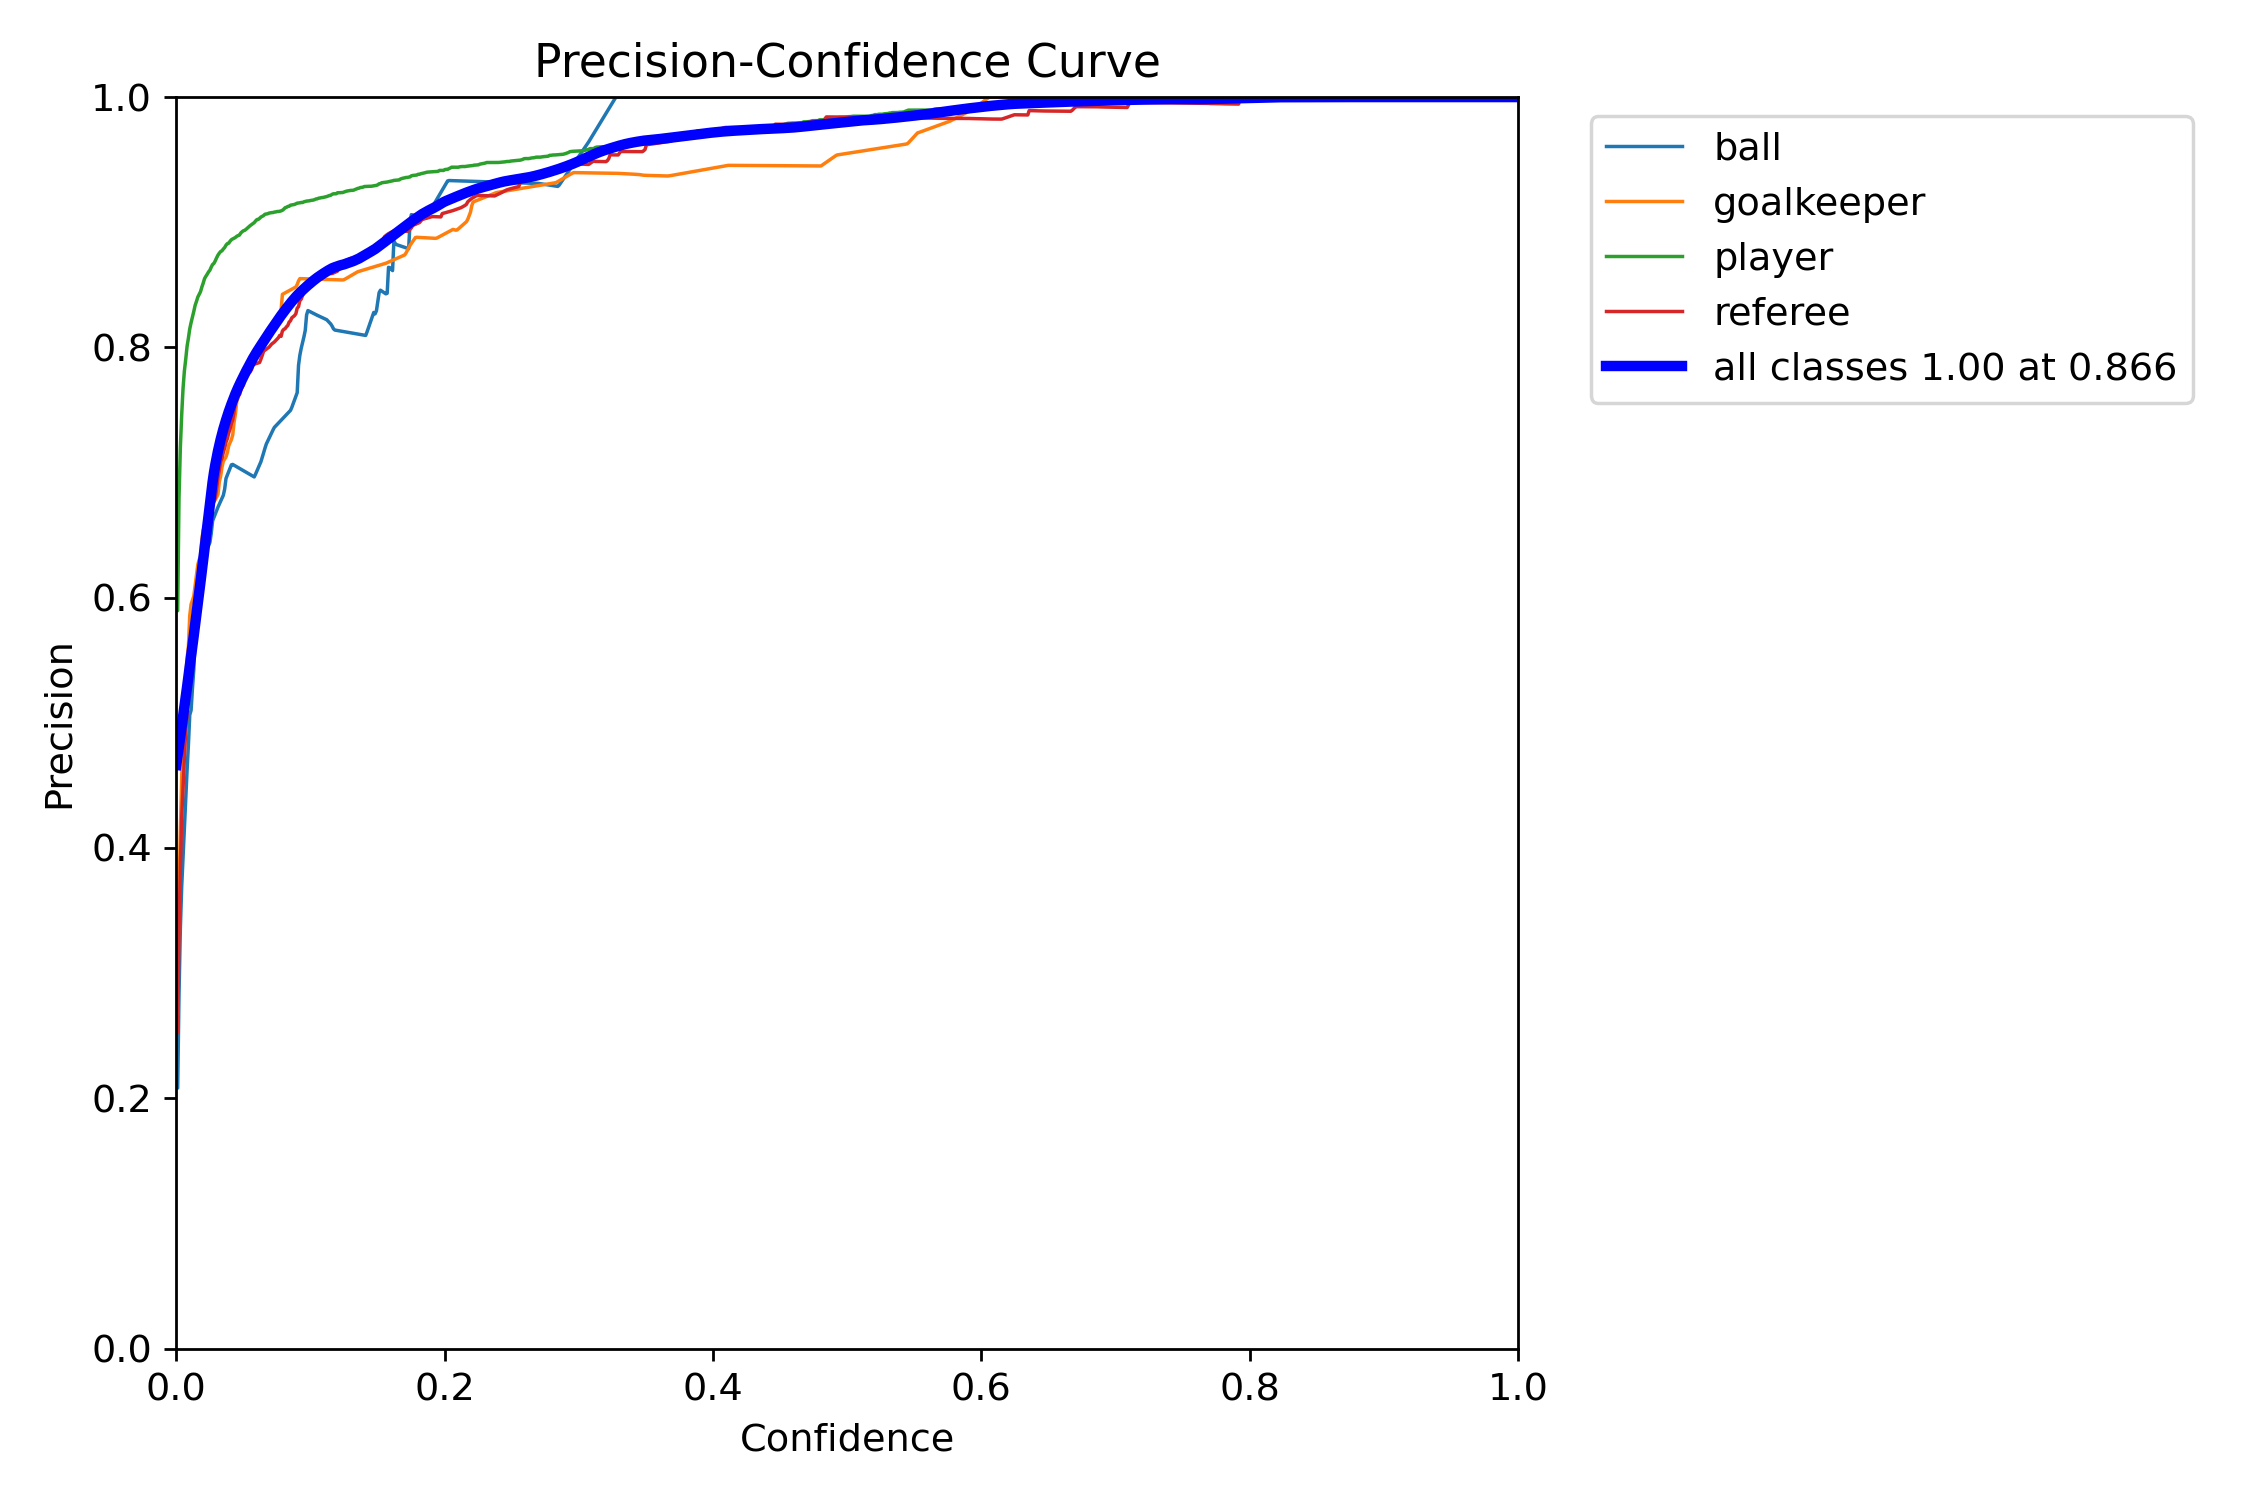 Precision-Confidence Curve
1.0
0.8
0.6
0.4
0.2
0.0
Precision
0.0 0.2 0.4 0.6 0.8 1.0
Confidence
ball
goalkeeper
player
referee
all classes 1.00 at 0.866